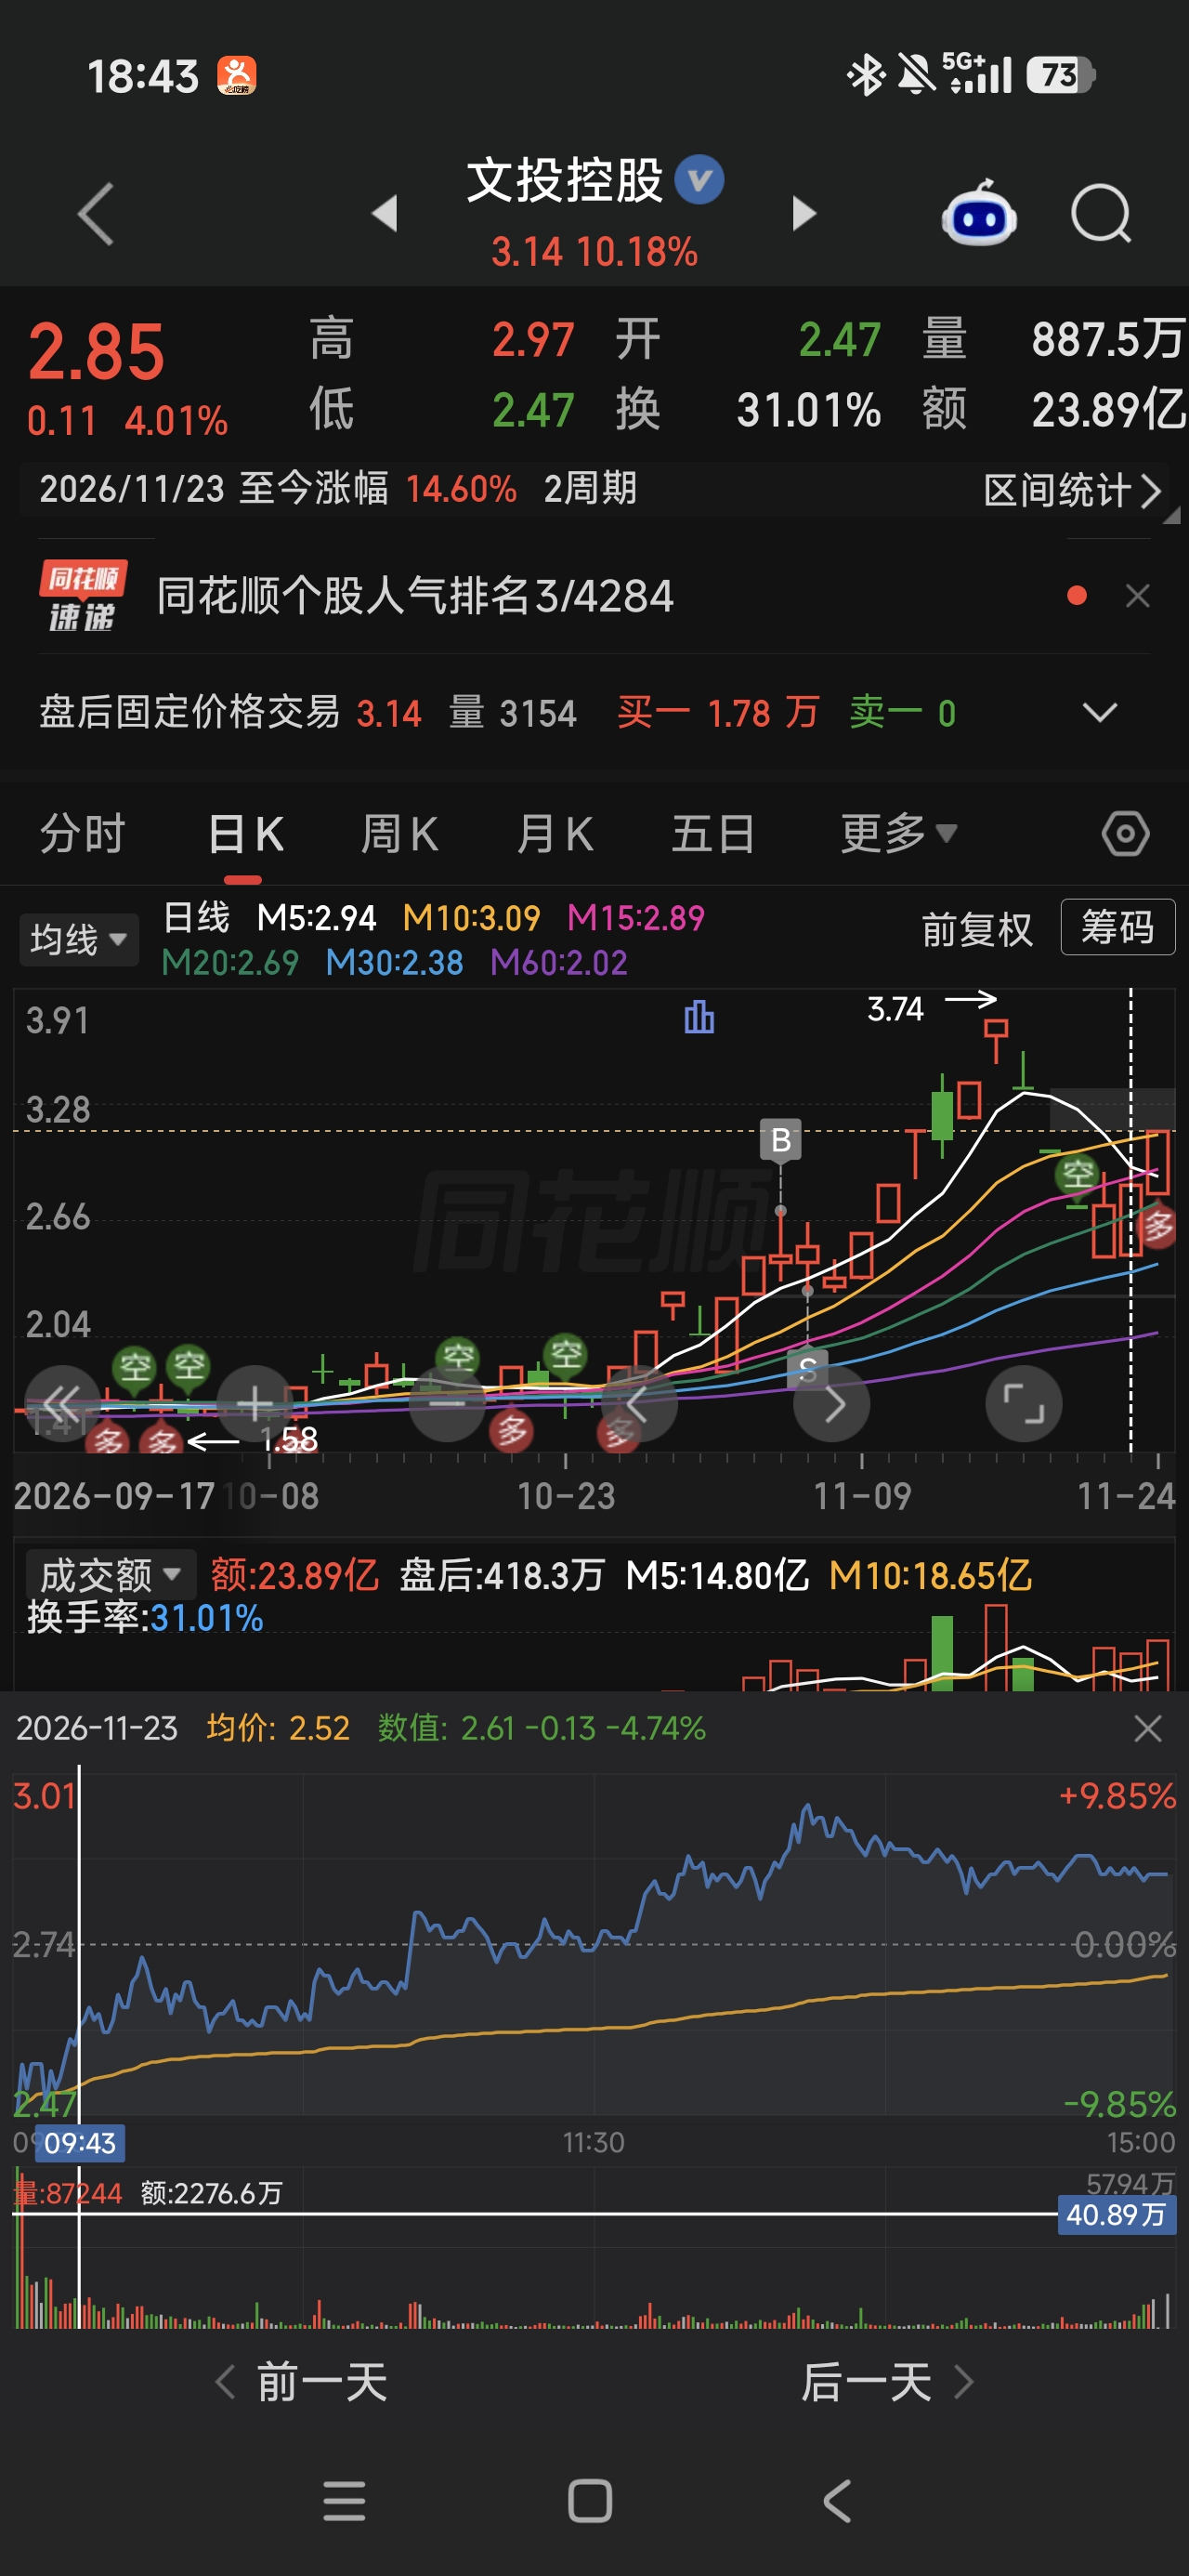 18:43 必吃榜 5G+ 73
文投控股
3.14 10.18%
2.85 高 2.97 开 2.47 量 887.5万
0.11 4.01% 低 2.47 换 31.01% 额 23.89亿
2026/11/23 至今涨幅 14.60% 2周期 区间统计
同花顺
速递
同花顺个股人气排名3/4284
盘后固定价格交易 3.14 量 3154 买一 1.78 万 卖一 0
分时 日K 周K 月K 五日 更多
均线 日线 M5:2.94 M10:3.09 M15:2.89 前复权 筹码
M20:2.69 M30:2.38 M60:2.02
3.91
3.74
3.28
B
空
2.66
同花顺
多
2.04
空 空 空 空
S
多 多 1.58 多 多
2026-09-17 10-08 10-23 11-09 11-24
成交额 额:23.89亿 盘后:418.3万 M5:14.80亿 M10:18.65亿
换手率:31.01%
2026-11-23 均价: 2.52 数值: 2.61 -0.13 -4.74%
3.01 +9.85%
2.74 0.00%
2.47 -9.85%
09:43 11:30 15:00
量:87244 额:2276.6万 57.94万
40.89万
前一天 后一天